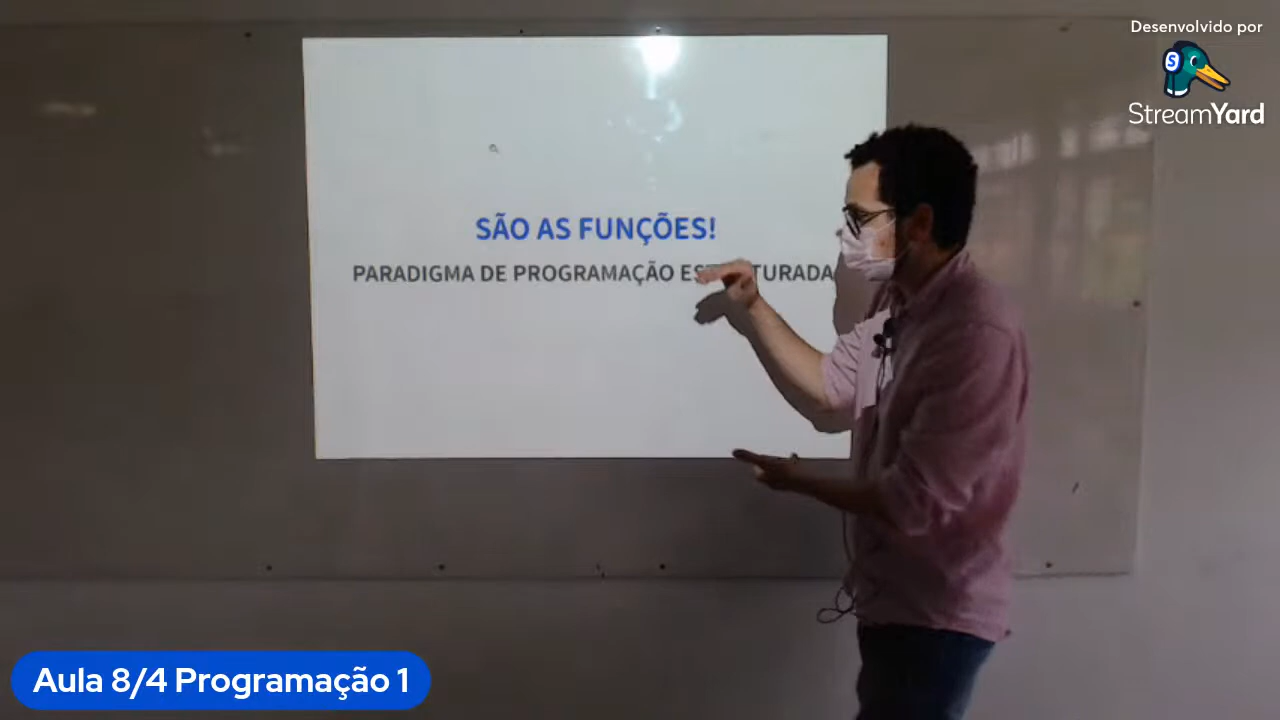 Desenvolvido por
S
StreamYard
SÃO AS FUNÇÕES!
PARADIGMA DE PROGRAMAÇÃO
Aula 8/4 Programação 1